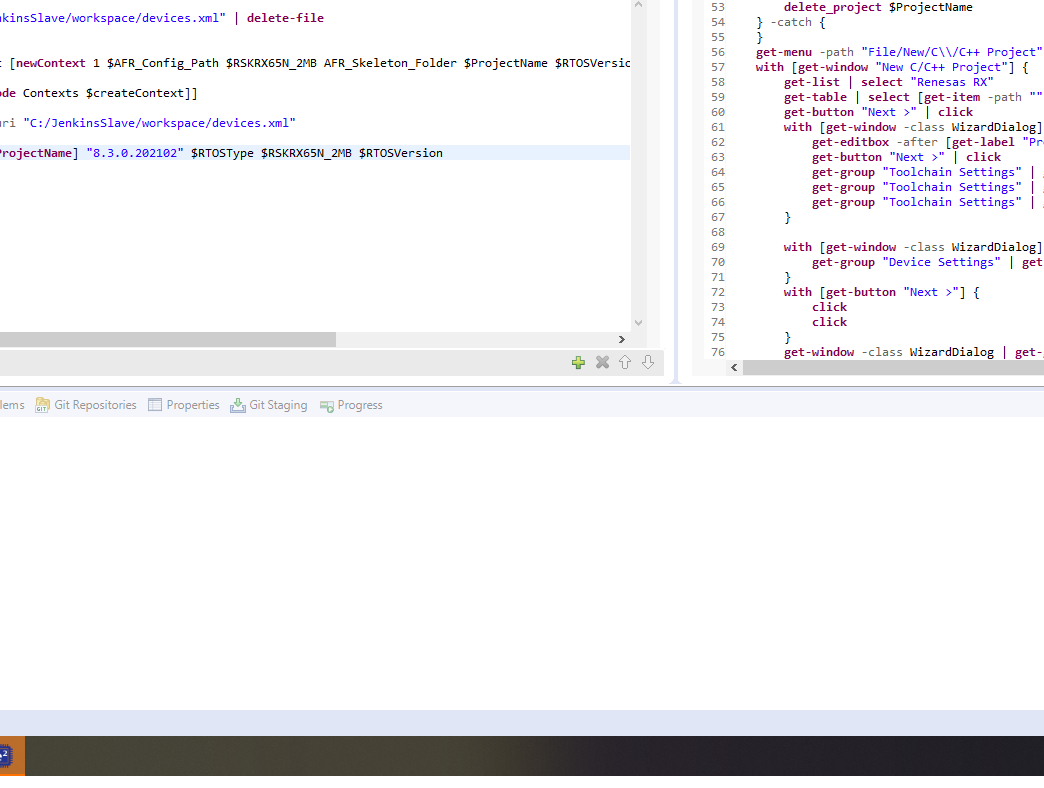 nkinsSlave/workspace/devices.xml" | delete-file
t [newContext 1 $AFR_Config_Path $RSKRX65N_2MB AFR_Skeleton_Folder $ProjectName $RTOSVersio
ode Contexts $createContext]]
uri "C:/JenkinsSlave/workspace/devices.xml"
ProjectName] "8.3.0.202102" $RTOSType $RSKRX65N_2MB $RTOSVersion
53 delete_project $ProjectName
54 } -catch {
55 }
56 get-menu -path "File/New/C\\/C++ Project"
57 with [get-window "New C/C++ Project"] {
58 get-list | select "Renesas RX"
59 get-table | select [get-item -path ""
60 get-button "Next >" | click
61 with [get-window -class WizardDialog]
62 get-editbox -after [get-label "Pr
63 get-button "Next >" | click
64 get-group "Toolchain Settings" |
65 get-group "Toolchain Settings" |
66 get-group "Toolchain Settings" |
67 }
68
69 with [get-window -class WizardDialog]
70 get-group "Device Settings" | get
71 }
72 with [get-button "Next >"] {
73 click
74 click
75 }
76 get-window -class WizardDialog | get-
lems Git Repositories Properties Git Staging Progress